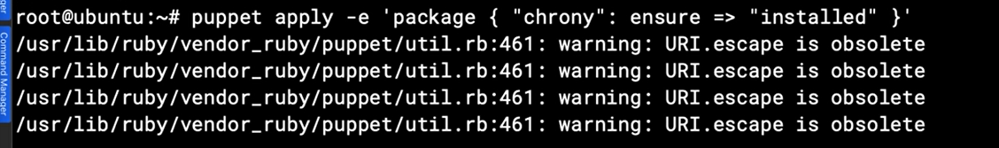 ger
Command Manager
root@ubuntu:~# puppet apply -e 'package { "chrony": ensure => "installed" }'
/usr/lib/ruby/vendor_ruby/puppet/util.rb:461: warning: URI.escape is obsolete
/usr/lib/ruby/vendor_ruby/puppet/util.rb:461: warning: URI.escape is obsolete
/usr/lib/ruby/vendor_ruby/puppet/util.rb:461: warning: URI.escape is obsolete
/usr/lib/ruby/vendor_ruby/puppet/util.rb:461: warning: URI.escape is obsolete